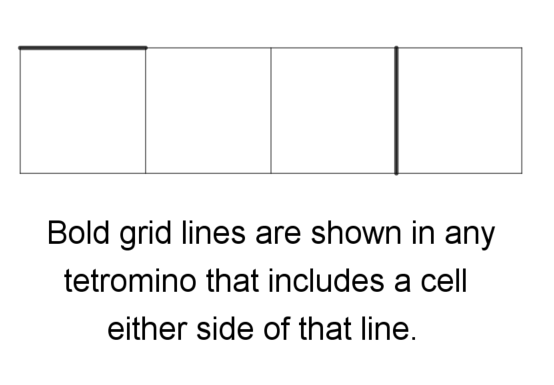 Bold grid lines are shown in any
tetromino that includes a cell
either side of that line.